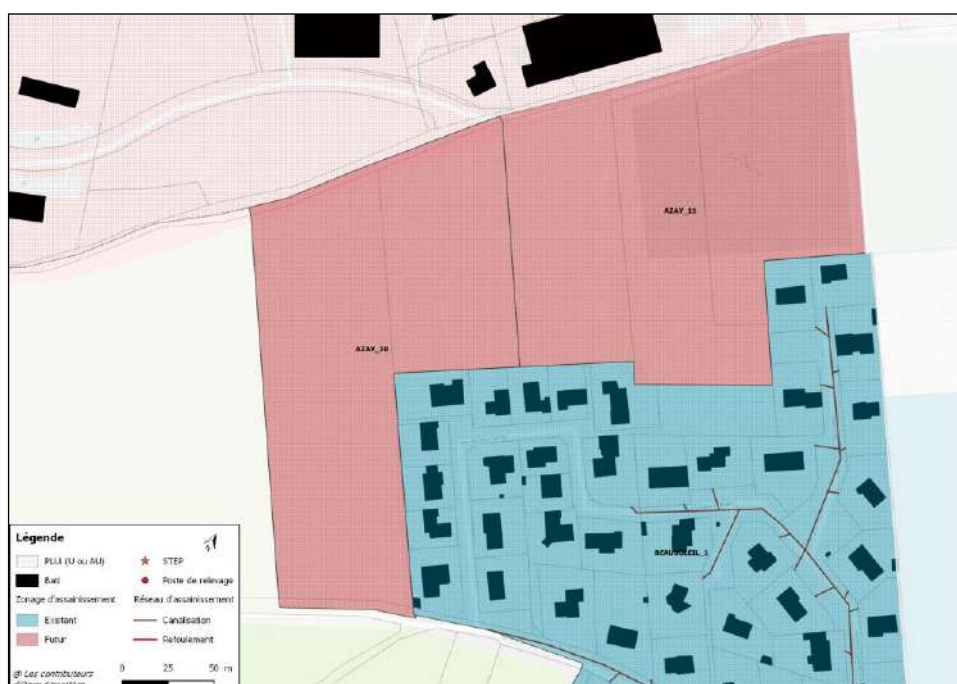 AZAY_11
AZAY_10
BEAUSOLEIL_1
Légende
PLUi (U ou AU)
Bati
Zonage d'assainissement
Existant
Futur
STEP
Poste de relevage
Réseau d'assainissement
Canalisation
Refoulement
0 25 50 m
@ Les contributeurs